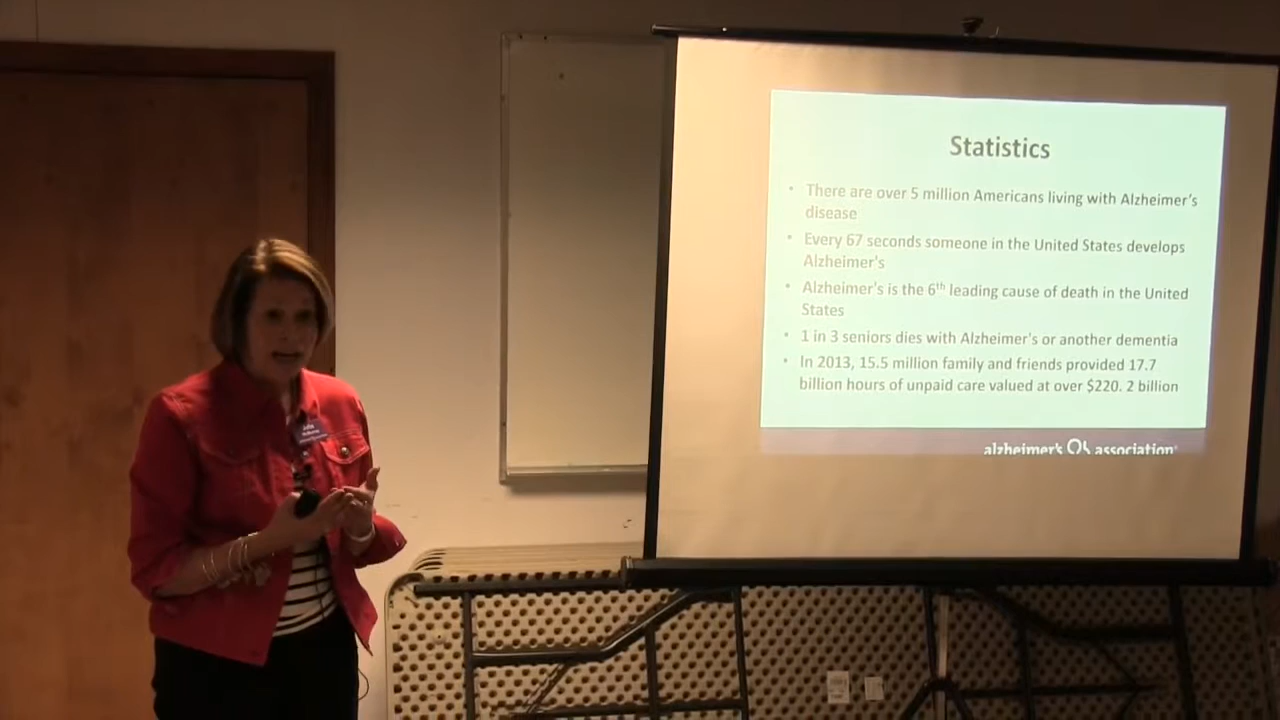 Statistics
• There are over 5 million Americans living with Alzheimer's
disease
• Every 67 seconds someone in the United States develops
Alzheimer's
• Alzheimer's is the 6th leading cause of death in the United
States
• 1 in 3 seniors dies with Alzheimer's or another dementia
• In 2013, 15.5 million family and friends provided 17.7
billion hours of unpaid care valued at over $220. 2 billion
alzheimer's association®